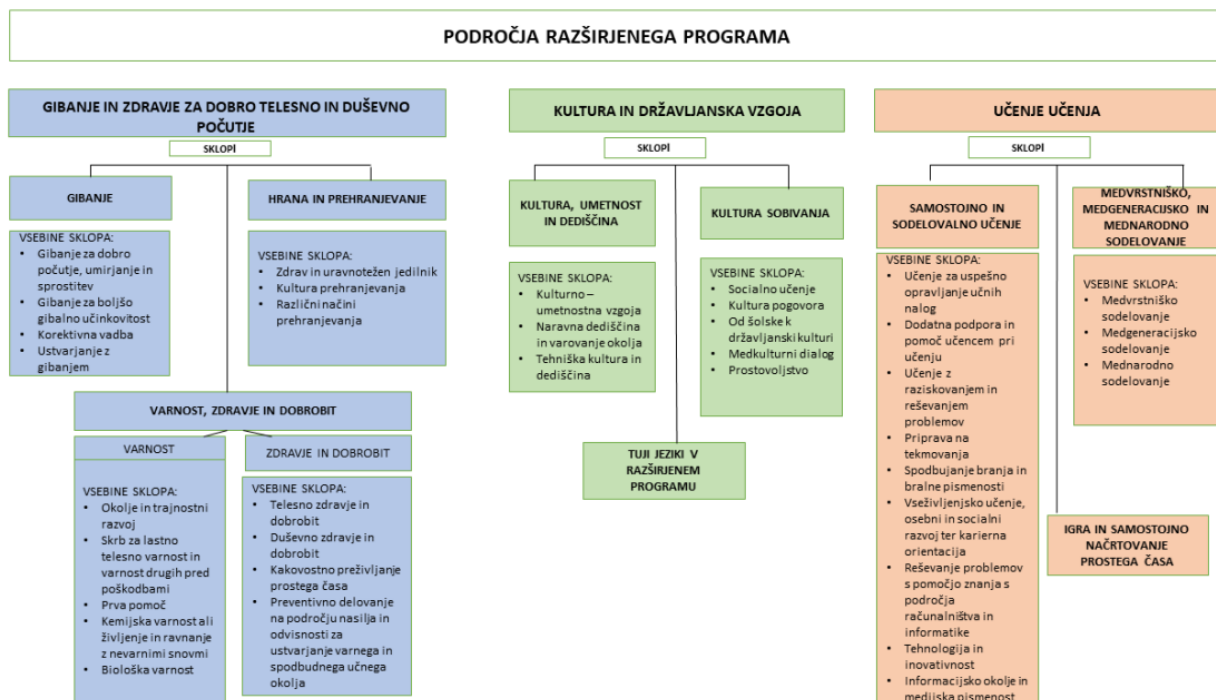 PODROČJA RAZŠIRJENEGA PROGRAMA
GIBANJE IN ZDRAVJE ZA DOBRO TELESNO IN DUŠEVNO
POČUTJE
SKLOPI
GIBANJE
VSEBINE SKLOPA:
• Gibanje za dobro
počutje, umirjanje in
sprostitev
• Gibanje za boljšo
gibalno učinkovitost
• Korektivna vadba
• Ustvarjanje z
gibanjem
HRANA IN PREHRANJEVANJE
VSEBINE SKLOPA:
• Zdrav in uravnotežen jedilnik
• Kultura prehranjevanja
• Različni načini
prehranjevanja
VARNOST, ZDRAVJE IN DOBROBIT
VARNOST
VSEBINE SKLOPA:
• Okolje in trajnostni
razvoj
• Skrb za lastno
telesno varnost in
varnost drugih pred
poškodbami
• Prva pomoč
• Kemijska varnost ali
življenje in ravnanje
z nevarnimi snovmi
• Biološka varnost
ZDRAVJE IN DOBROBIT
VSEBINE SKLOPA:
• Telesno zdravje in
dobrobit
• Duševno zdravje in
dobrobit
• Kakovostno preživljanje
prostega časa
• Preventivno delovanje
na področju nasilja in
odvisnosti za
ustvarjanje varnega in
spodbudnega učnega
okolja
KULTURA IN DRŽAVLJANSKA VZGOJA
SKLOPI
KULTURA, UMETNOST
IN DEDIŠČINA
VSEBINE SKLOPA:
• Kulturno –
umetnostna vzgoja
• Naravna dediščina
in varovanje okolja
• Tehniška kultura in
dediščina
KULTURA SOBIVANJA
VSEBINE SKLOPA:
• Socialno učenje
• Kultura pogovora
• Od šolske k
državljanski kulturi
• Medkulturni dialog
• Prostovoljstvo
TUJI JEZIKI V
RAZŠIRJENEM
PROGRAMU
UČENJE UČENJA
SKLOPI
SAMOSTOJNO IN
SODELOVALNO UČENJE
VSEBINE SKLOPA:
• Učenje za uspešno
opravljanje učnih
nalog
• Dodatna podpora in
pomoč učencem pri
učenju
• Učenje z
raziskovanjem in
reševanjem
problemov
• Priprava na
tekmovanja
• Spodbujanje branja in
bralne pismenosti
• Vseživljenjsko učenje,
osebni in socialni
razvoj ter karierna
orientacija
• Reševanje problemov
s pomočjo znanja s
področja
računalništva in
informatike
• Tehnologija in
inovativnost
• Informacijsko okolje in
medijska pismenost
MEDVRSTNIŠKO,
MEDGENERACIJSKO IN
MEDNARODNO
SODELOVANJE
VSEBINE SKLOPA:
• Medvrstniško
sodelovanje
• Medgeneracijsko
sodelovanje
• Mednarodno
sodelovanje
IGRA IN SAMOSTOJNO
NAČRTOVANJE
PROSTEGA ČASA